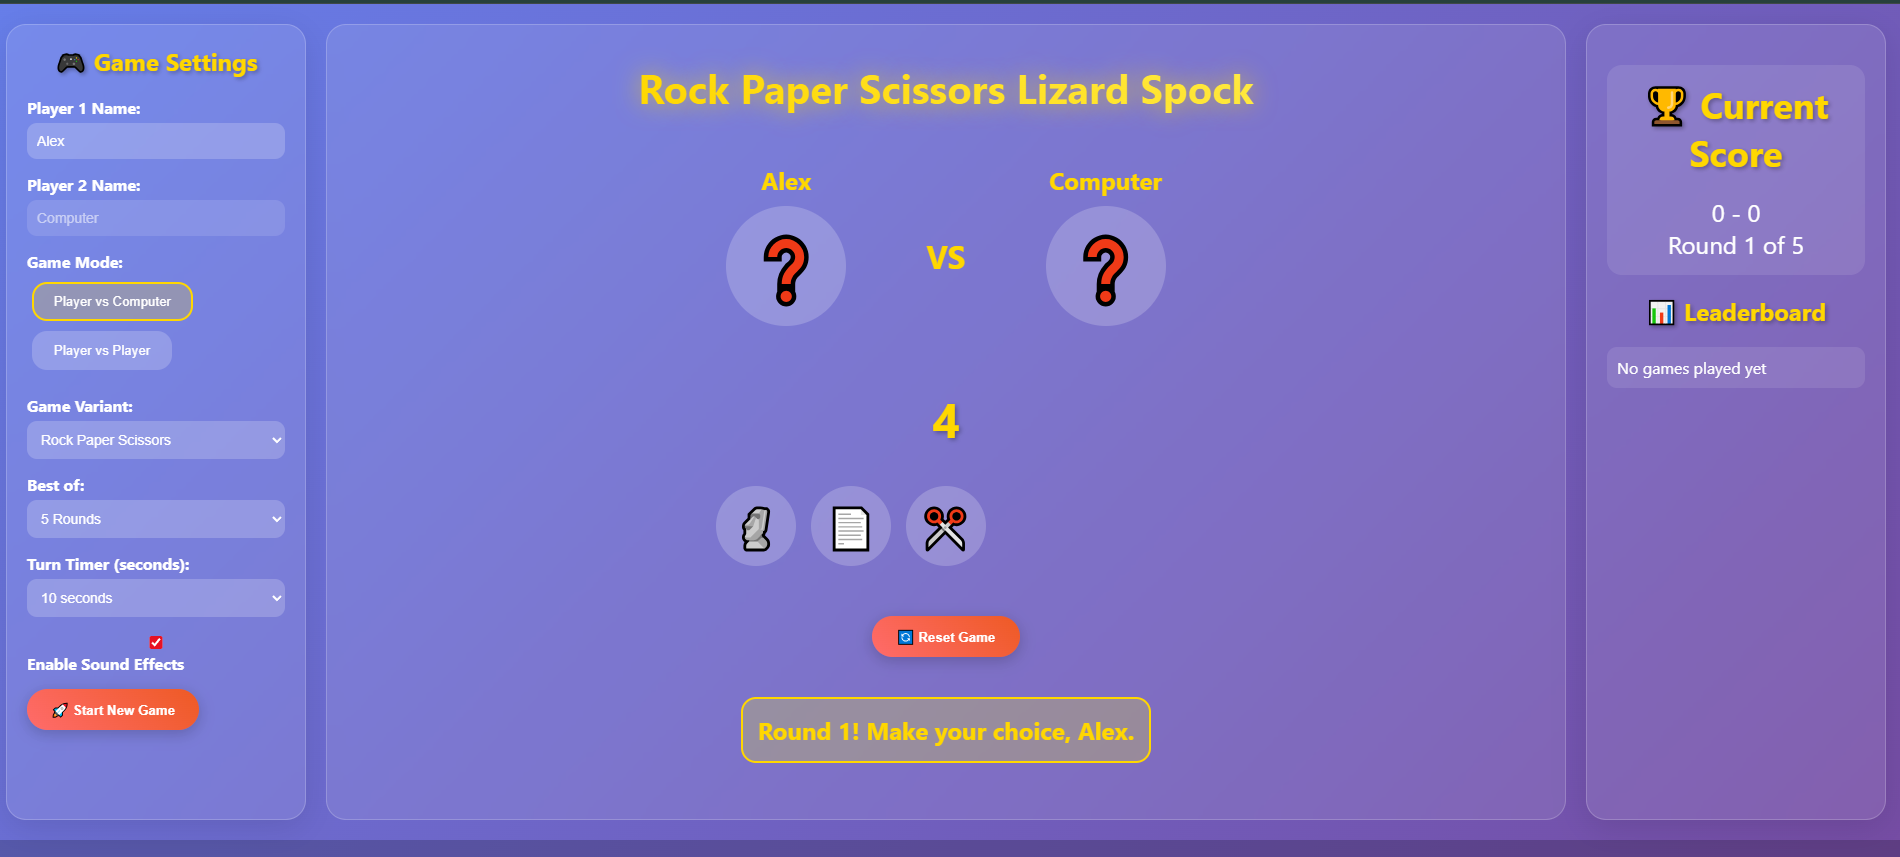 Game Settings
Player 1 Name:
Alex
Player 2 Name:
Computer
Game Mode:
Player vs Computer
Player vs Player
Game Variant:
Rock Paper Scissors
Best of:
5 Rounds
Turn Timer (seconds):
10 seconds
Enable Sound Effects
Start New Game
Rock Paper Scissors Lizard Spock
Alex
VS
Computer
4
Reset Game
Round 1! Make your choice, Alex.
Current
Score
0 - 0
Round 1 of 5
Leaderboard
No games played yet